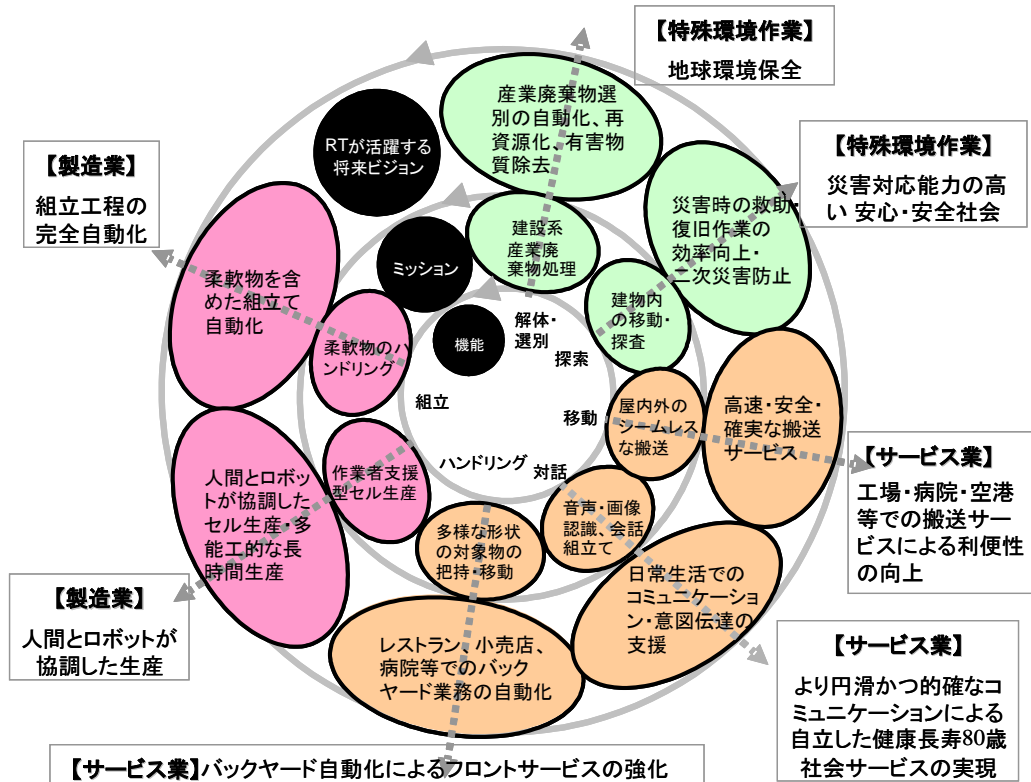 【特殊環境作業】
地球環境保全
産業廃棄物選
別の自動化、再
資源化、有害物
質除去
RTが活躍する
将来ビジョン
【製造業】
組立工程の
完全自動化
【特殊環境作業】
災害対応能力の高
い 安心・安全社会
災害時の救助・
復旧作業の
効率向上・
二次災害防止
建設系
産業廃
棄物処理
ミッション
柔軟物を含
めた組立て
自動化
建物内
の移動・
探査
解体・
選別
機能
柔軟物のハ
ンドリング
探索
組立
移動
屋内外の
シームレス
な搬送
高速・安全・
確実な搬送
サービス
ハンドリング
対話
【サービス業】
工場・病院・空港
等での搬送サー
ビスによる利便性
の向上
人間とロボッ
トが協調した
セル生産・多
能工的な長
時間生産
作業者支援
型セル生産
音声・画像
認識、会話
組立て
多様な形状
の対象物の
把持・移動
日常生活での
コミュニケーショ
ン・意図伝達の
支援
【製造業】
人間とロボットが
協調した生産
レストラン、小売店、
病院等でのバック
ヤード業務の自動化
【サービス業】
より円滑かつ的確なコ
ミュニケーションによる
自立した健康長寿80歳
社会サービスの実現
【サービス業】バックヤード自動化によるフロントサービスの強化